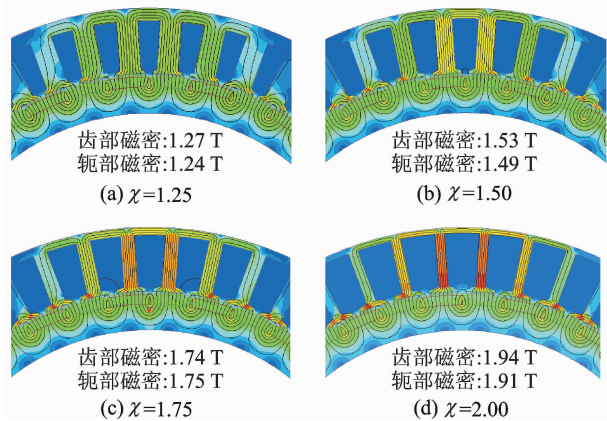 齿部磁密:1.27 T
轭部磁密:1.24 T
(a) χ=1.25
齿部磁密:1.53 T
轭部磁密:1.49 T
(b) χ=1.50
齿部磁密:1.74 T
轭部磁密:1.75 T
(c) χ=1.75
齿部磁密:1.94 T
轭部磁密:1.91 T
(d) χ=2.00